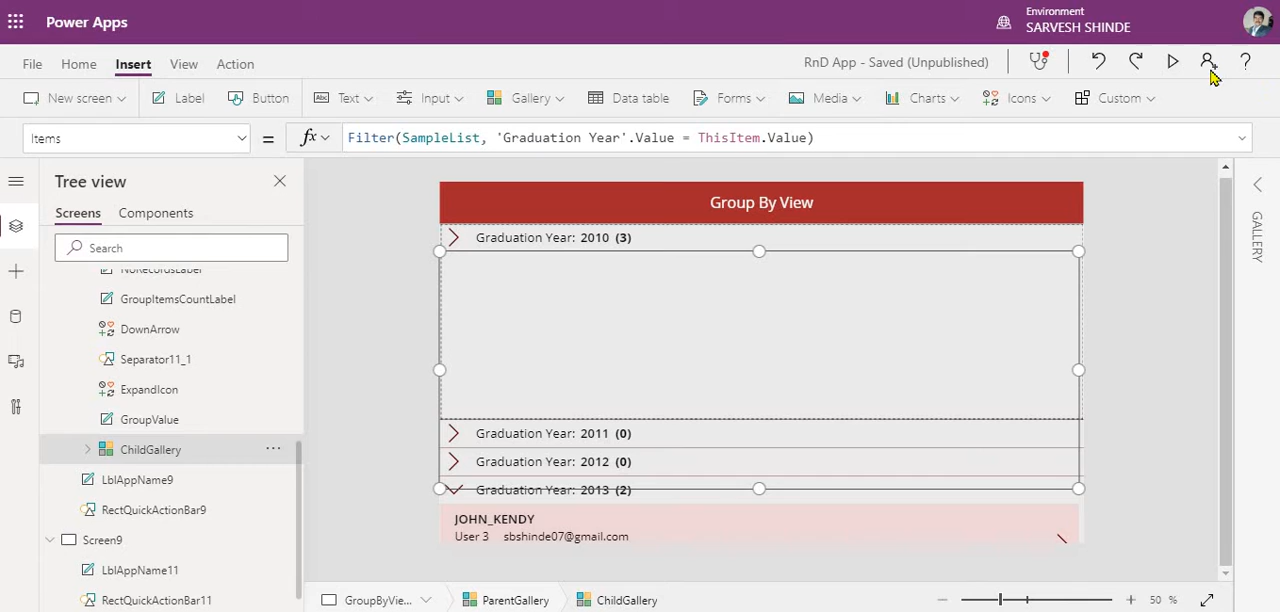 Power Apps
Environment
SARVESH SHINDE
File Home Insert View Action
RnD App - Saved (Unpublished)
New screen Label Button Text Input Gallery Data table Forms Media Charts Icons Custom
Items = fx Filter(SampleList, 'Graduation Year'.Value = ThisItem.Value)
Tree view
Screens Components
Search
NoRecordsLabel
GroupItemsCountLabel
DownArrow
Separator11_1
ExpandIcon
GroupValue
ChildGallery ...
LblAppName9
RectQuickActionBar9
Screen9
LblAppName11
RectQuickActionBar11
Group By View
Graduation Year: 2010 (3)
Graduation Year: 2011 (0)
Graduation Year: 2012 (0)
Graduation Year: 2013 (2)
JOHN_KENDY
User 3 sbshinde07@gmail.com
GALLERY
GroupByView... ParentGallery ChildGallery
50 %